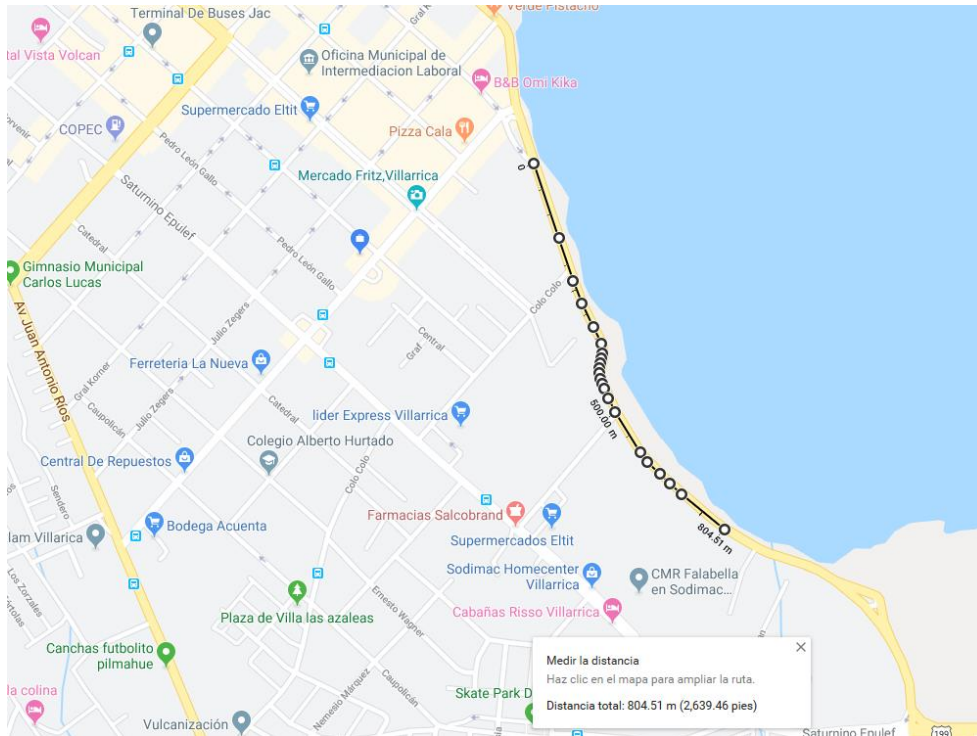 Verde Pistacho
Terminal De Buses Jac
Gral Kor
tal Vista Volcan
Oficina Municipal de
Intermediacion Laboral
B&B Omi Kika
Supermercado Eltit
COPEC
Pizza Cala
Pedro León Gallo
0
Mercado Fritz,Villarrica
Saturnino Epulef
Catedral
Pedro León Gallo
Gimnasio Municipal
Carlos Lucas
Colo Colo
Av Juan Antonio Ríos
Julio Zegers
Central
Graf
Ferreteria La Nueva
Gral Korner
Julio Zegers
Catedral
Caupolicán
lider Express Villarrica
500.00 m
Colegio Alberto Hurtado
Central De Repuestos
Colo Colo
Sendero
Farmacias Salcobrand
Bodega Acuenta
lam Villarica
Supermercados Eltit
804.51 m
Los Zorzales
Sodimac Homecenter
Villarrica
CMR Falabella
en Sodimac...
Ernesto Wagner
Plaza de Villa las azaleas
Cabañas Risso Villarrica
Canchas futbolito
pilmahue
Medir la distancia
Haz clic en el mapa para ampliar la ruta.
Distancia total: 804.51 m (2,639.46 pies)
Caupolicán
Nemesio Márquez
la colina
Skate Park D
Vulcanización
Saturnino Epulef
199